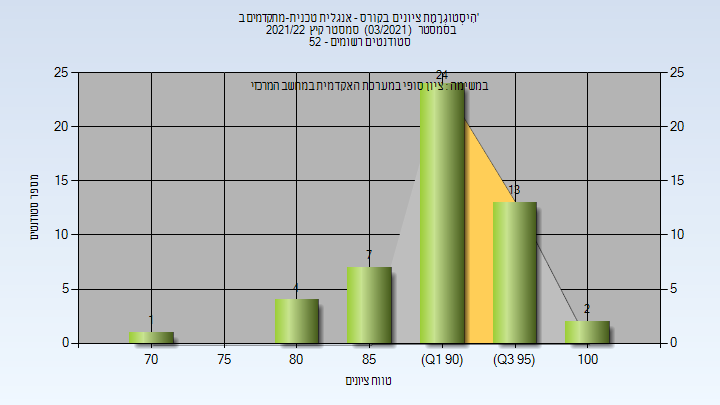 היסטוגרמת ציונים בקורס - אנגלית טכנית-מתקדמים ב'
בסמסטר (03/2021) סמסטר קיץ 2021/22
סטודנטים רשומים - 52
במשימה : ציון סופי במערכת האקדמית במחשב המרכזי
25 25
20 20
15 15
10 10
5 5
0 0
מספר סטודנטים
1 4 7 24 13 2
70 75 80 85 (Q1 90) (Q3 95) 100
טווח ציונים